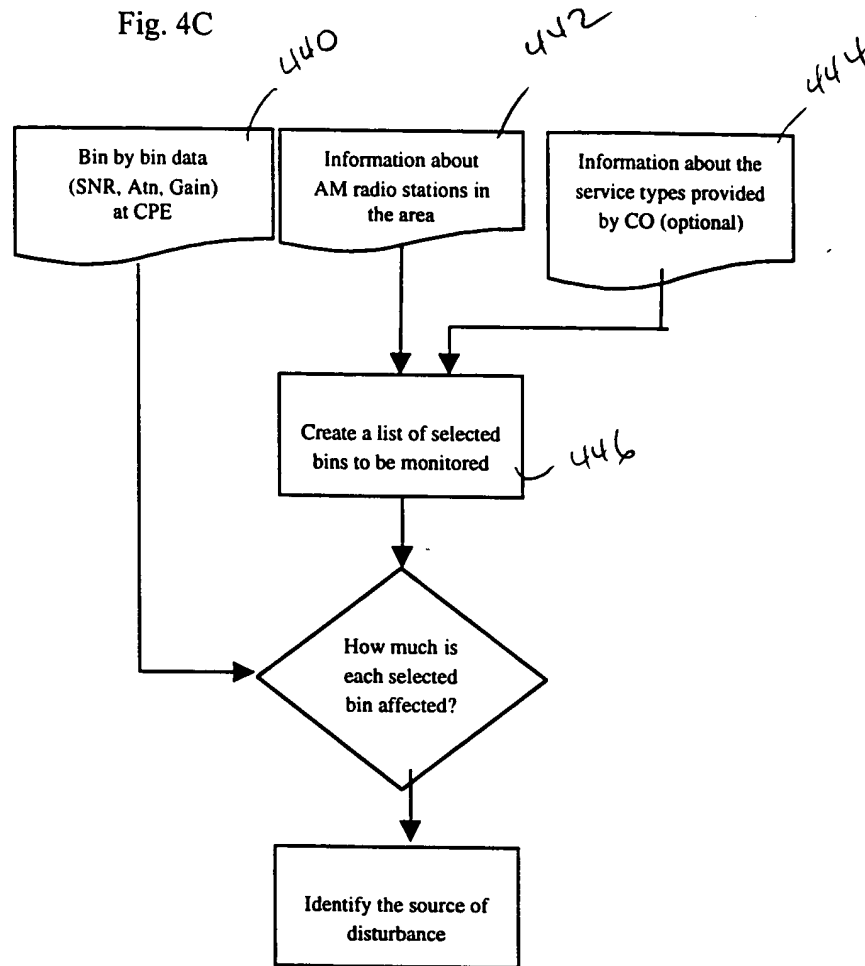 Fig. 4C
440
442
444
Bin by bin data
(SNR, Atn, Gain)
at CPE
Information about
AM radio stations in
the area
Information about the
service types provided
by CO (optional)
Create a list of selected
bins to be monitored
446
How much is
each selected
bin affected?
Identify the source of
disturbance